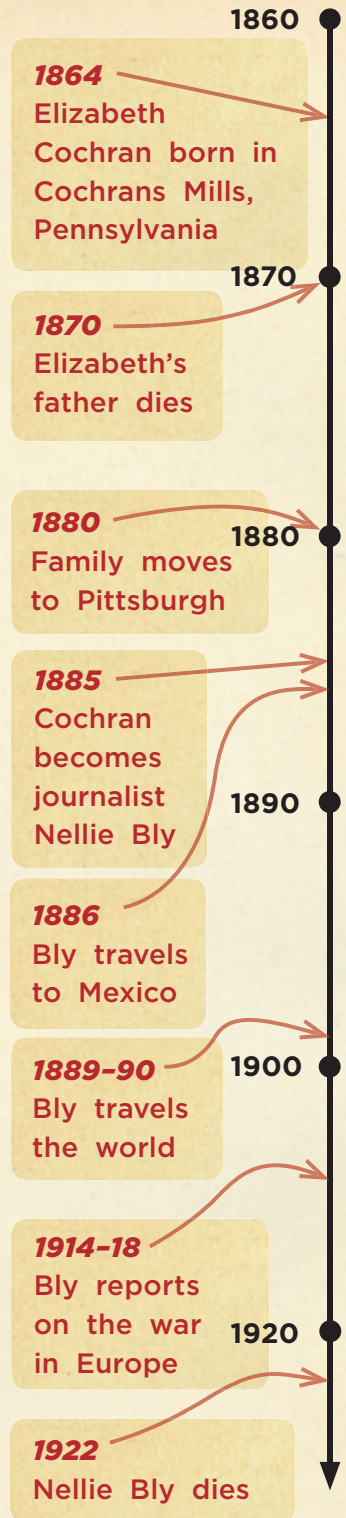 1860
1864
Elizabeth
Cochran born in
Cochrans Mills,
Pennsylvania
1870
1870
Elizabeth's
father dies
1880
1880
Family moves
to Pittsburgh
1885
Cochran
becomes
journalist
Nellie Bly
1890
1886
Bly travels
to Mexico
1889–90
1900
Bly travels
the world
1914–18
Bly reports
on the war
1920
in Europe
1922
Nellie Bly dies